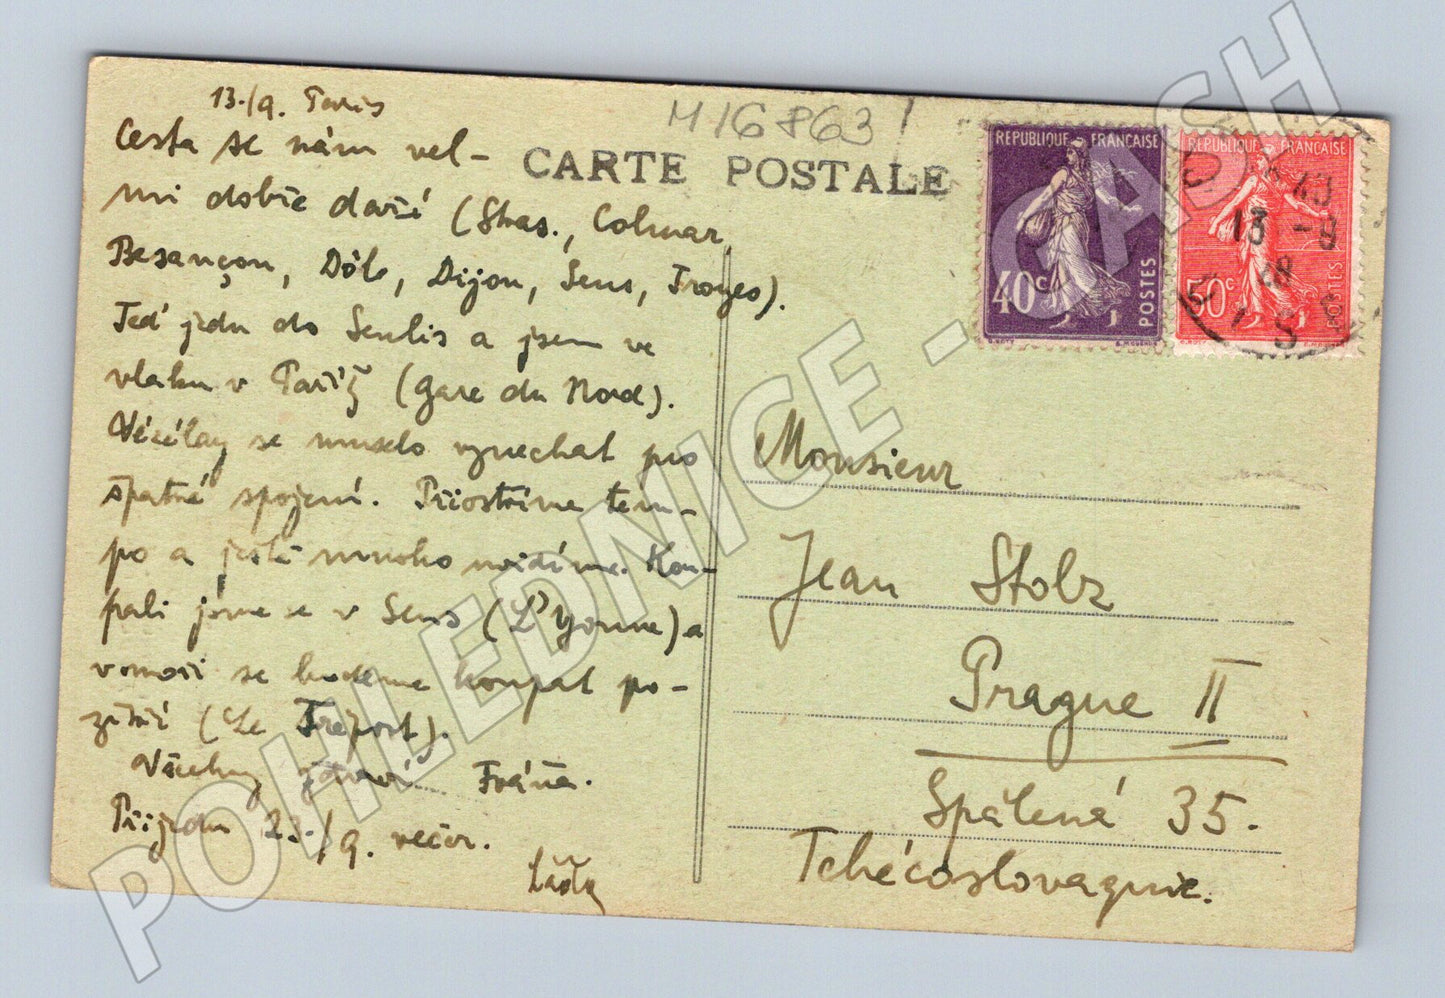 13./9. Paris
Cesta se nám vel-
mi dobře daří (Stras., Colmar,
Besançon, Dôle, Dijon, Sens, Troyes).
Teď jedu do Senlis a jsem ve
vlaku v Paříži (gare du Nord).
Vézélay se muselo vynechat pro
špatné spojení. Přiostříme tem-
po a ještě mnoho uvidíme. Kou-
pali jsme se v Sens (L'Yonne) a
v moři se budeme koupat po-
zítří (Le Tréport).
Všechny zdraví Fráňa.
Přijedu 23./9. večer.
M16863
CARTE POSTALE
REPUBLIQUE FRANÇAISE
40c
POSTES
REPUBLIQUE FRANÇAISE
50c
POSTES
13 -9
Monsieur
Jean Stolz
Prague II
Spálená 35.
Tchécoslovaquie.
POHLEDNICE - CASH